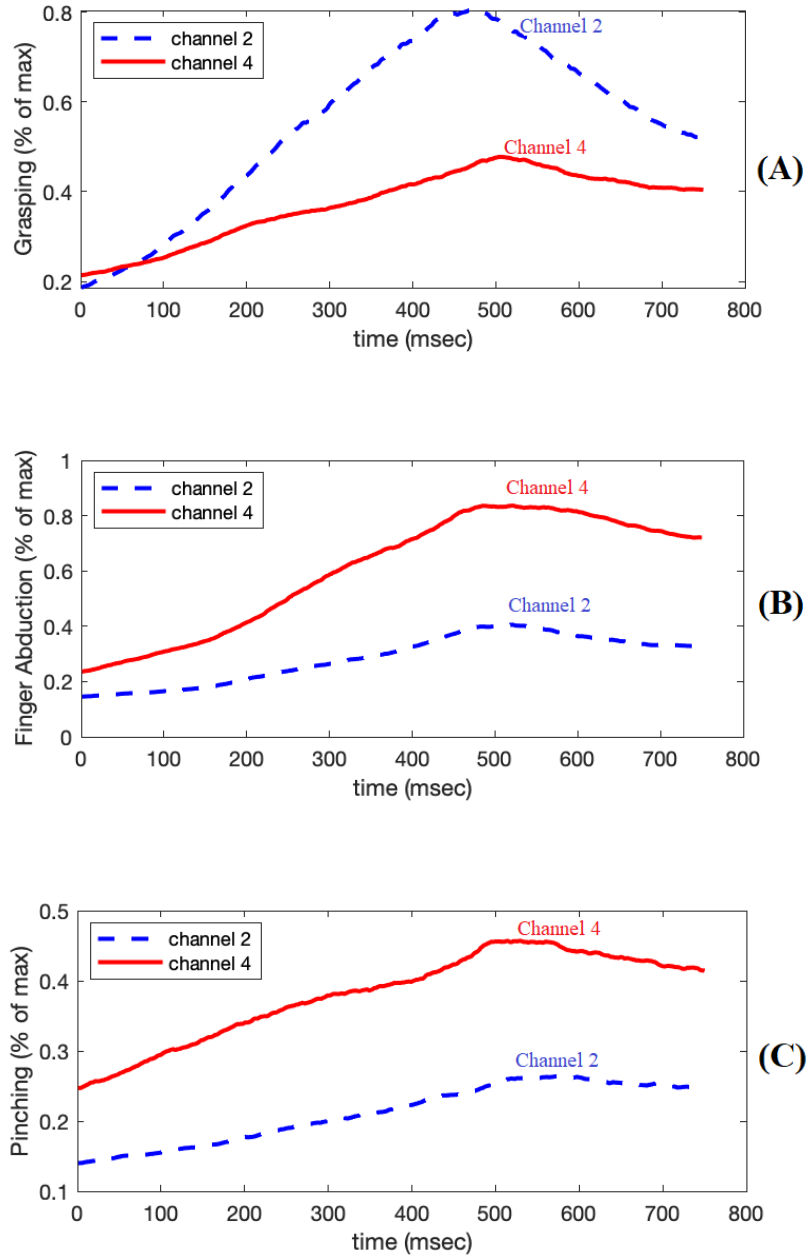 0.8
0.6
0.4
0.2
Grasping (% of max)
channel 2
channel 4
Channel 2
Channel 4
0 100 200 300 400 500 600 700 800
time (msec)
(A)
1
0.8
0.6
0.4
0.2
0
Finger Abduction (% of max)
channel 2
channel 4
Channel 4
Channel 2
0 100 200 300 400 500 600 700 800
time (msec)
(B)
0.5
0.4
0.3
0.2
0.1
Pinching (% of max)
channel 2
channel 4
Channel 4
Channel 2
0 100 200 300 400 500 600 700 800
time (msec)
(C)